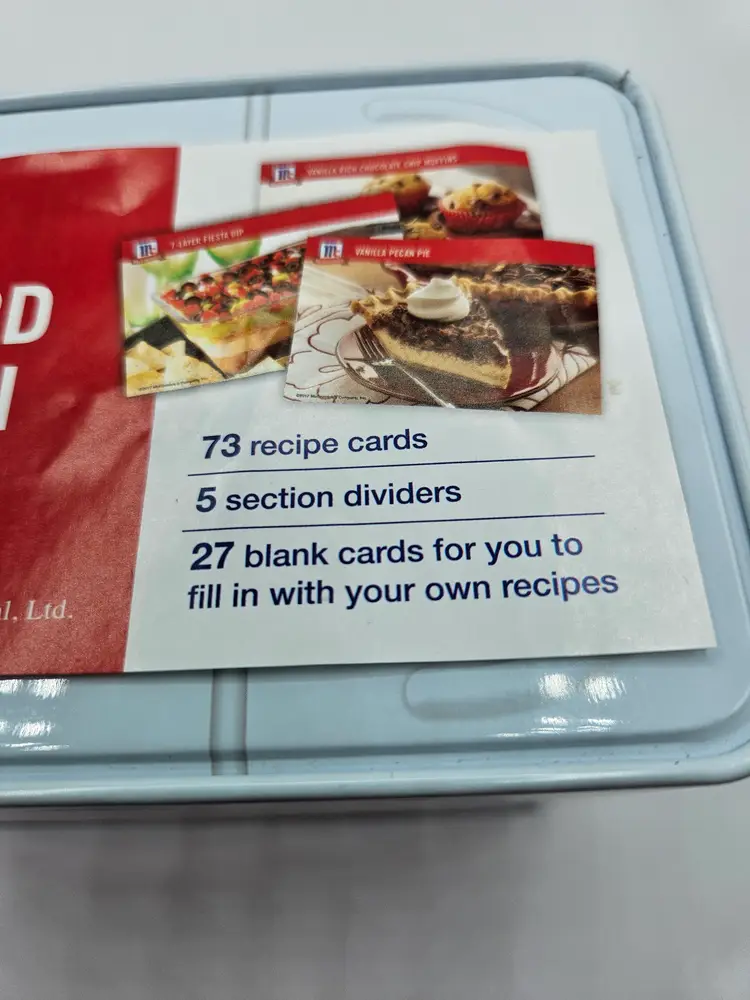 VANILLA RICH CHOCOLATE CHIP MUFFINS
7-LAYER FIESTA DIP
VANILLA PECAN PIE
73 recipe cards
5 section dividers
27 blank cards for you to
fill in with your own recipes
Ltd.